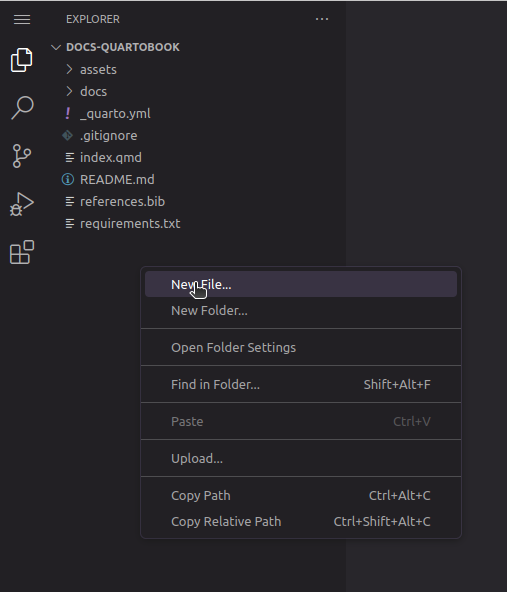 EXPLORER
DOCS-QUARTOBOOK
assets
docs
_quarto.yml
.gitignore
index.qmd
README.md
references.bib
requirements.txt
New File...
New Folder...
Open Folder Settings
Find in Folder... Shift+Alt+F
Paste Ctrl+V
Upload...
Copy Path Ctrl+Alt+C
Copy Relative Path Ctrl+Shift+Alt+C